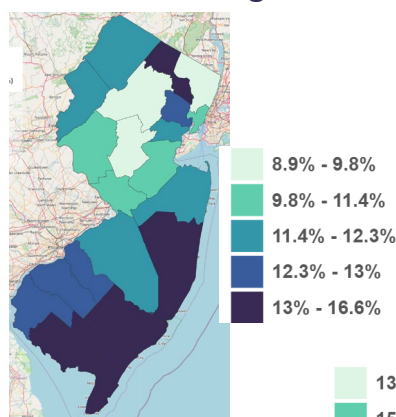 8.9% - 9.8%
9.8% - 11.4%
11.4% - 12.3%
12.3% - 13%
13% - 16.6%
13